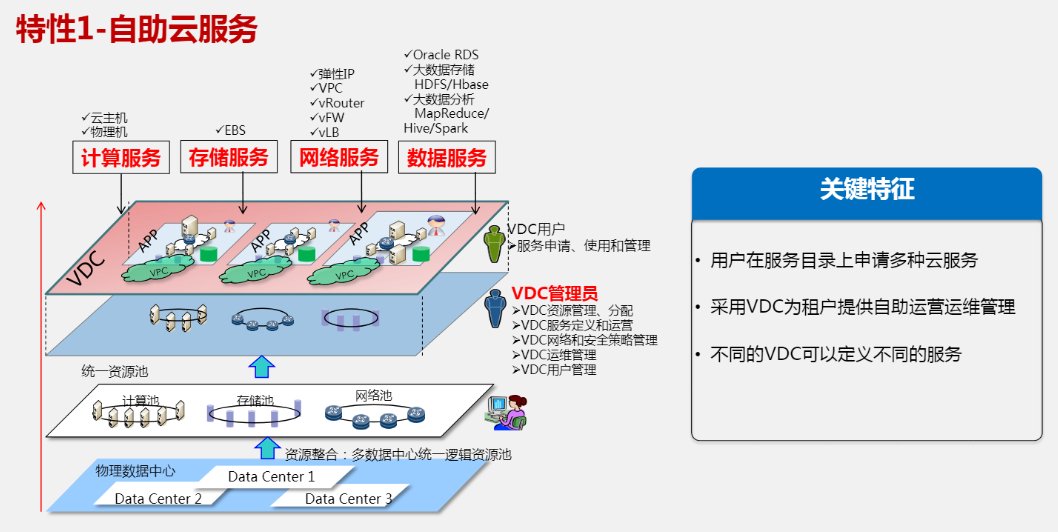 特性1-自助云服务
✓云主机
✓物理机
计算服务
✓EBS
存储服务
✓弹性IP
✓VPC
✓vRouter
✓vFW
✓vLB
网络服务
✓Oracle RDS
✓大数据存储
HDFS/Hbase
✓大数据分析
MapReduce/
Hive/Spark
数据服务
VDC
APP
VPC
APP
VPC
APP
VPC
VDC用户
➢服务申请、使用和管理
VDC管理员
➢VDC资源管理、分配
➢VDC服务定义和运营
➢VDC网络和安全策略管理
➢VDC运维管理
➢VDC用户管理
统一资源池
计算池
存储池
网络池
资源整合：多数据中心统一逻辑资源池
物理数据中心
Data Center 1
Data Center 2
Data Center 3
关键特征
• 用户在服务目录上申请多种云服务
• 采用VDC为租户提供自助运营运维管理
• 不同的VDC可以定义不同的服务